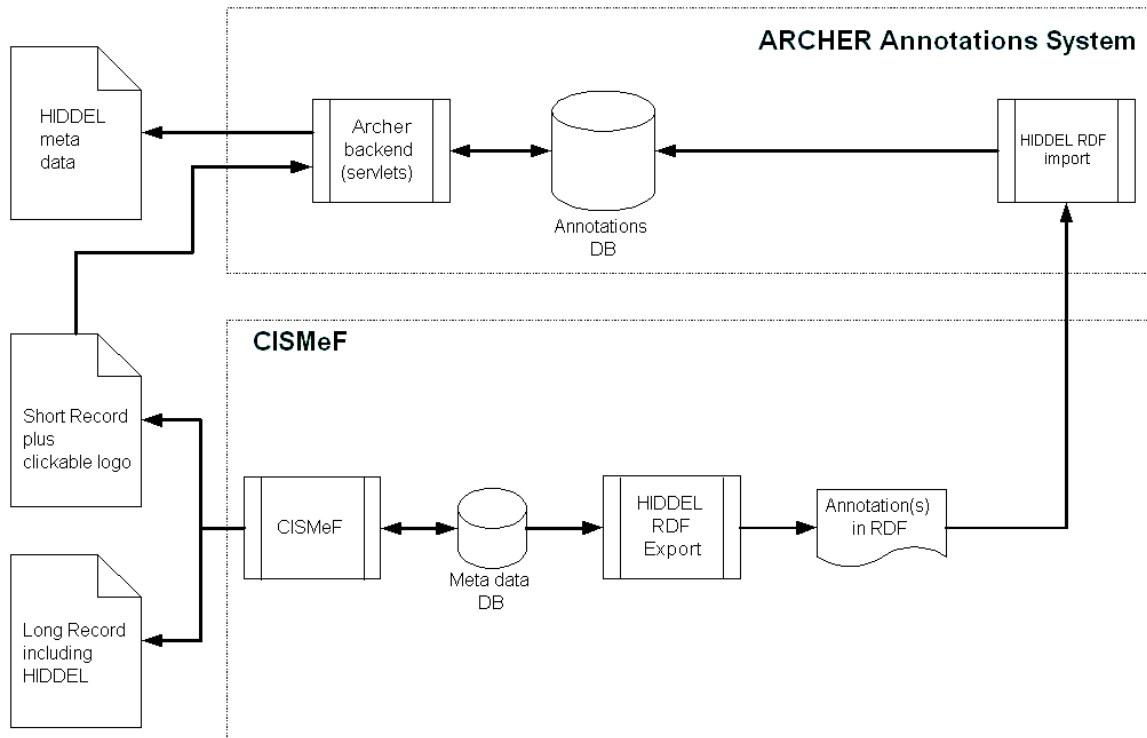 ARCHER Annotations System
HIDDEL
meta
data
Archer
backend
(servlets)
Annotations
DB
HIDDEL RDF
import
CISMeF
Short Record
plus
clickable logo
CISMeF
Meta data
DB
HIDDEL
RDF
Export
Annotation(s)
in RDF
Long Record
including
HIDDEL